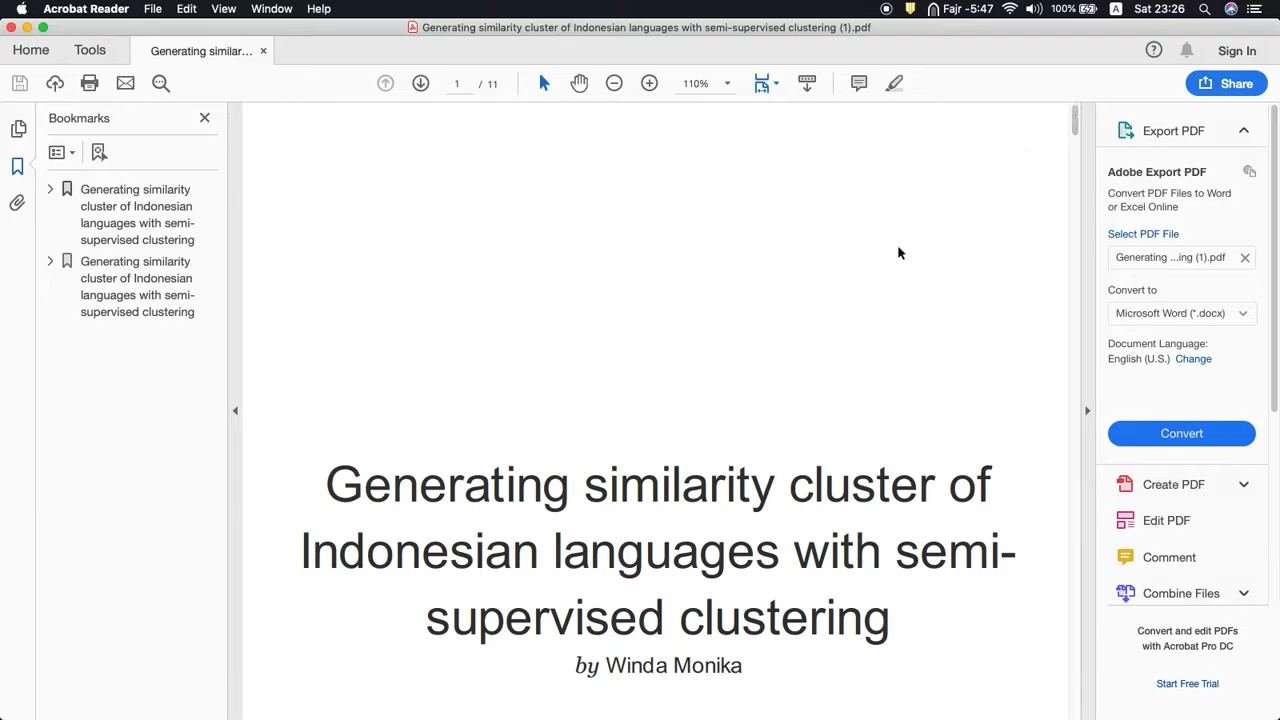 Acrobat Reader File Edit View Window Help Fajr -5:47 100% A Sat 23:26
Generating similarity cluster of Indonesian languages with semi-supervised clustering (1).pdf
Home Tools Generating similar... × Sign In
1 / 11 110% Share
Bookmarks
Generating similarity
cluster of Indonesian
languages with semi-
supervised clustering
Generating similarity
cluster of Indonesian
languages with semi-
supervised clustering
Generating similarity cluster of
Indonesian languages with semi-
supervised clustering
by Winda Monika
Export PDF
Adobe Export PDF
Convert PDF Files to Word
or Excel Online
Select PDF File
Generating ...ing (1).pdf
Convert to
Microsoft Word (*.docx)
Document Language:
English (U.S.) Change
Convert
Create PDF
Edit PDF
Comment
Combine Files
Convert and edit PDFs
with Acrobat Pro DC
Start Free Trial